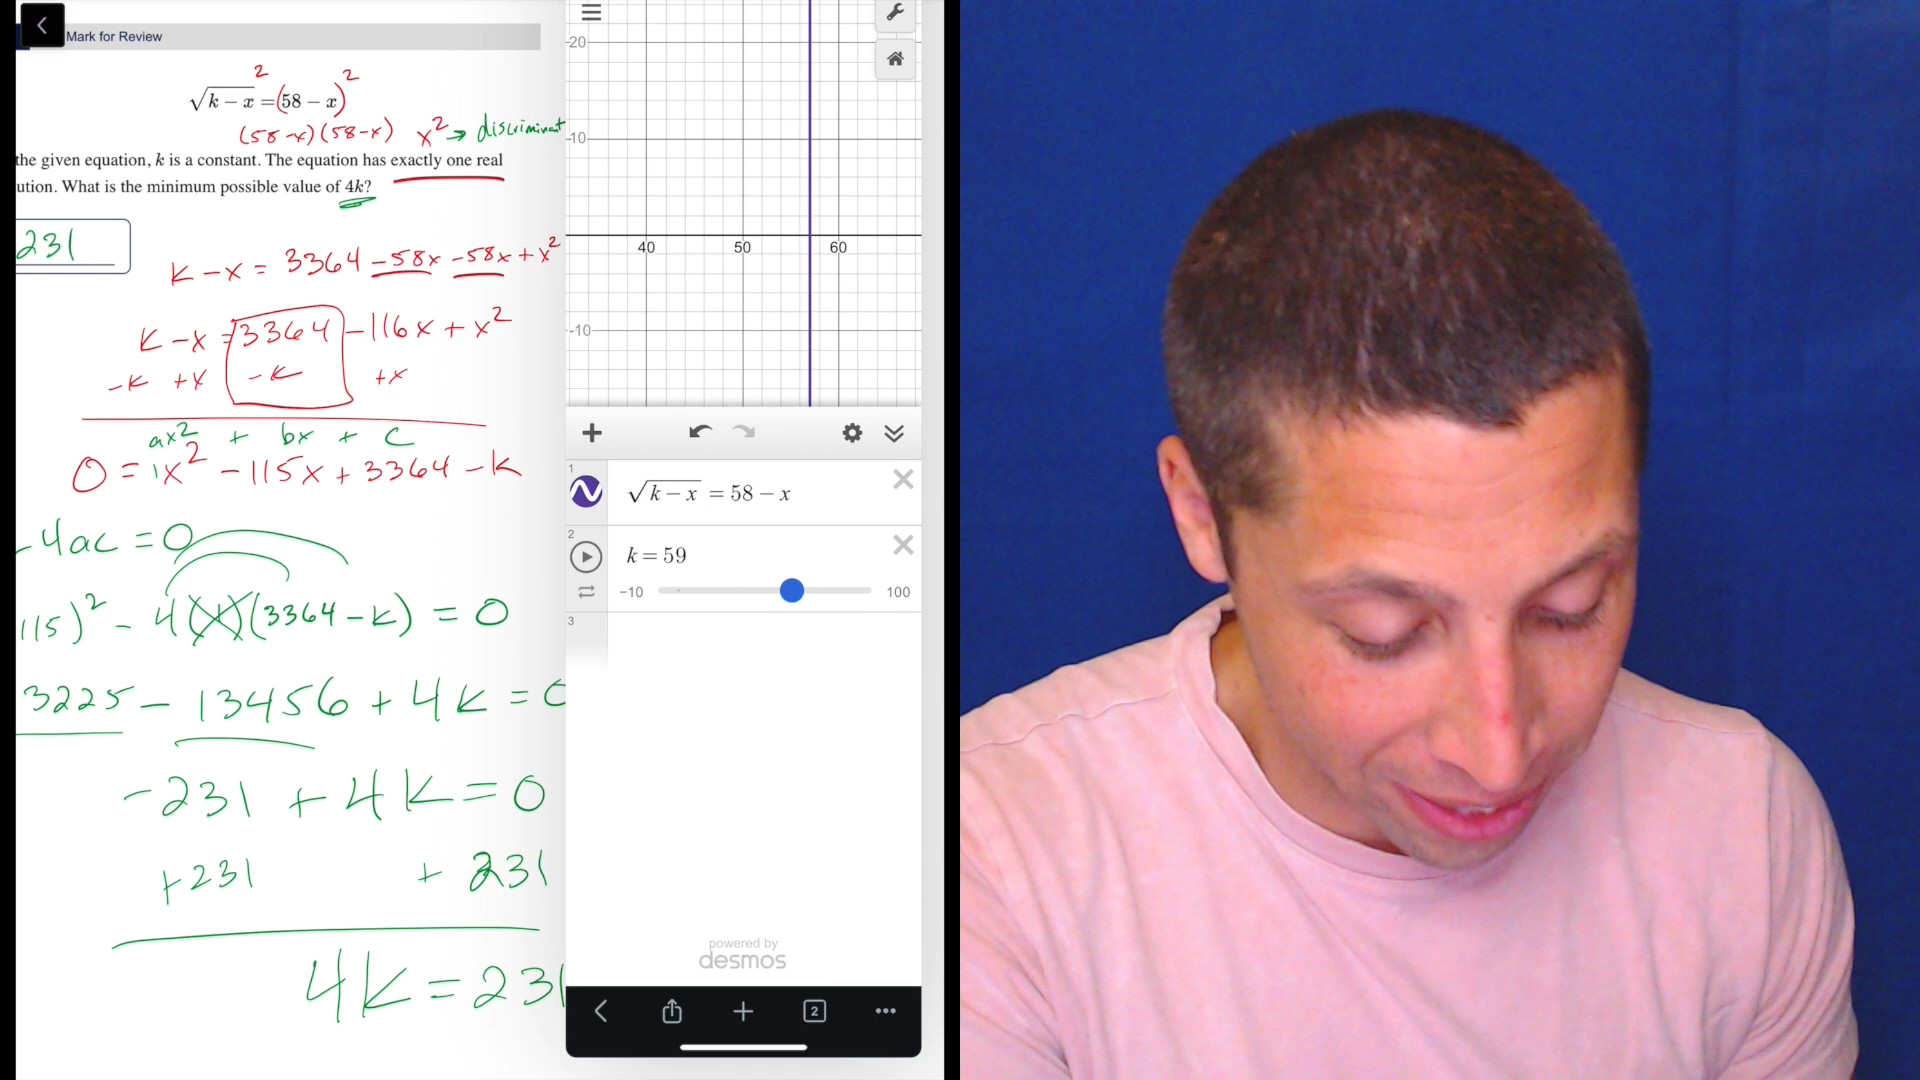 Mark for Review
2 2
√k − x = (58 − x)
(58-x)(58-x) x² → discriminant
the given equation, k is a constant. The equation has exactly one real
ution. What is the minimum possible value of 4k?
231
k - x = 3364 - 58x - 58x + x²
k - x = 3364 - 116x + x²
-k +x -k +x
ax² + bx + c
0 = 1x² - 115x + 3364 - k
- 4ac = 0
115)² - 4(1)(3364 - k) = 0
3225 - 13456 + 4k = 0
-231 + 4k = 0
+231 + 231
4k = 231
20
10
40 50 60
-10
1
√k − x = 58 − x
2
k = 59
−10 100
3
powered by
desmos
2